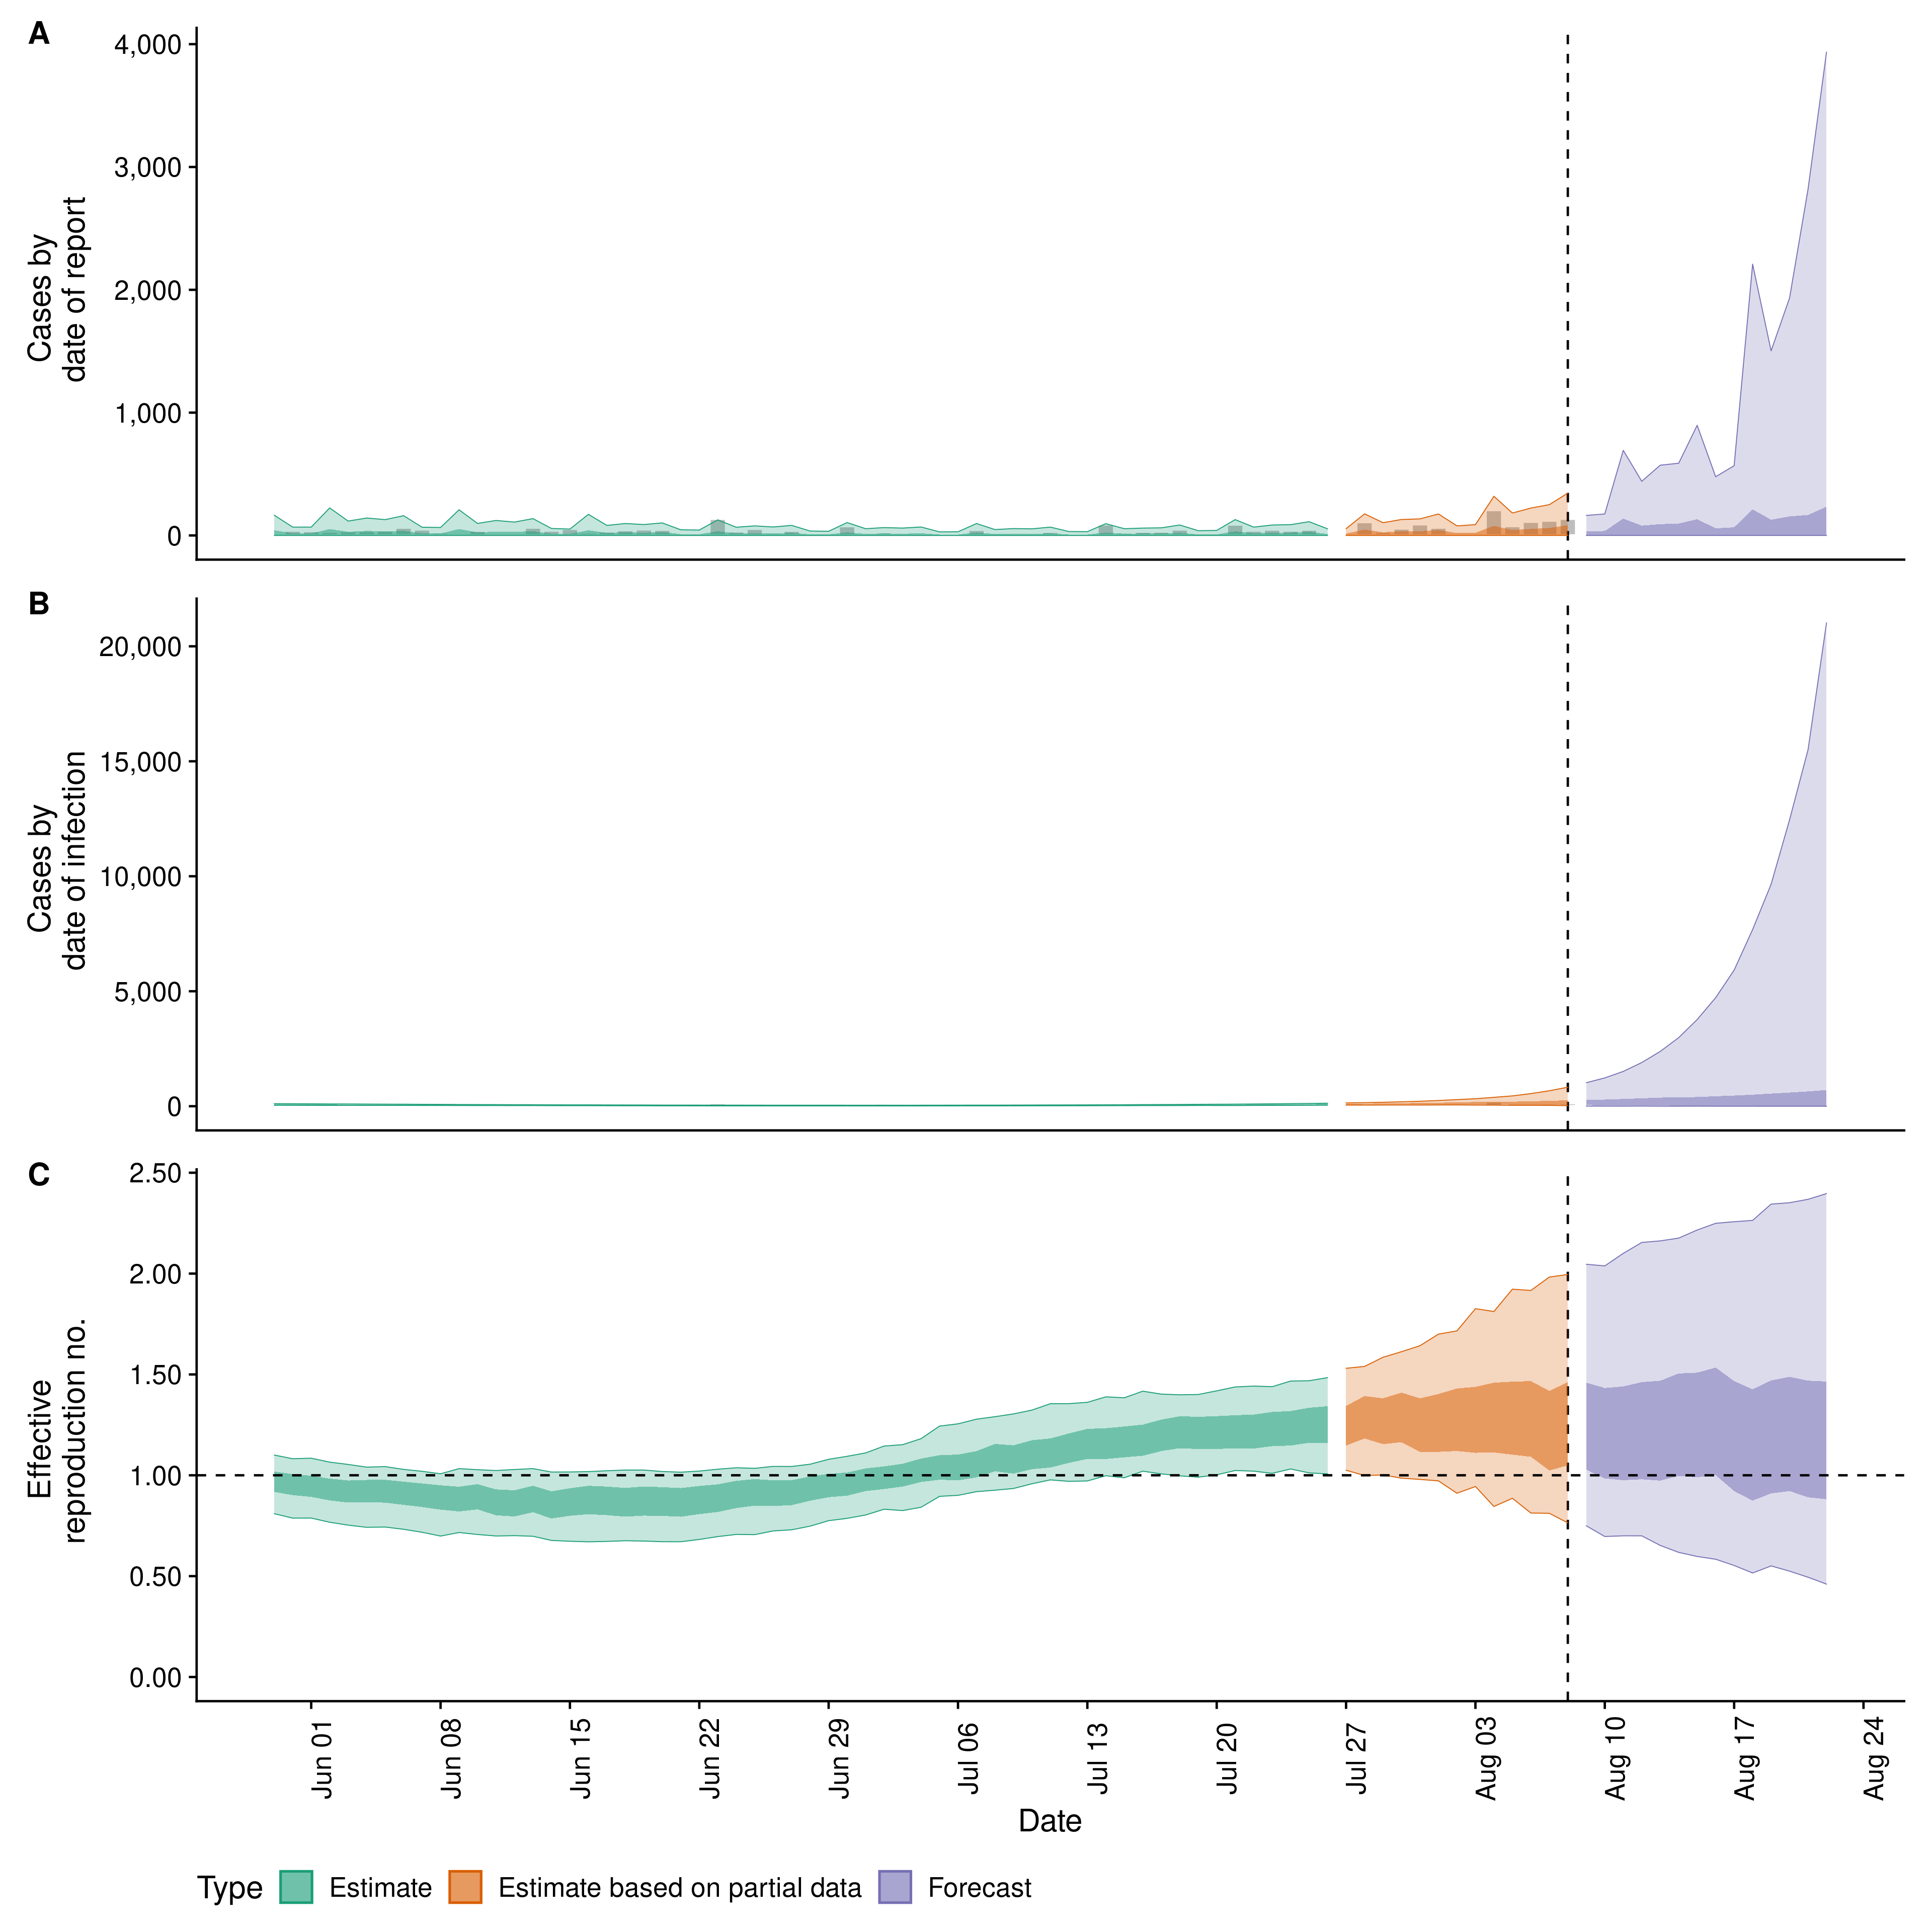 A
4,000
3,000
2,000
1,000
0
Cases by
date of report
B
20,000
15,000
10,000
5,000
0
Cases by
date of infection
C
2.50
2.00
1.50
1.00
0.50
0.00
Effective
reproduction no.
Jun 01
Jun 08
Jun 15
Jun 22
Jun 29
Jul 06
Jul 13
Jul 20
Jul 27
Aug 03
Aug 10
Aug 17
Aug 24
Date
Type Estimate Estimate based on partial data Forecast